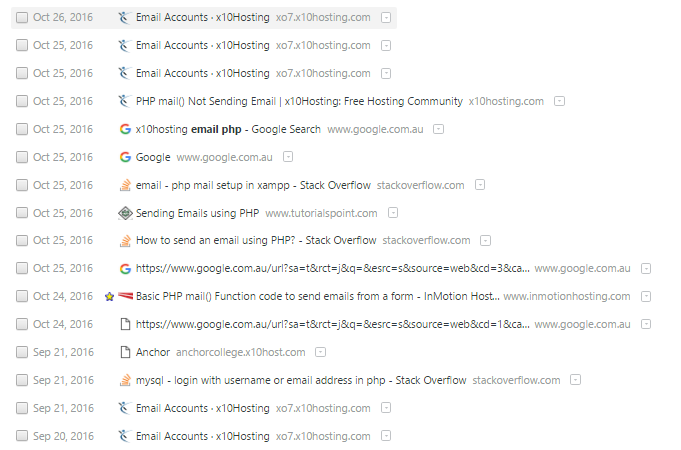 Oct 26, 2016 Email Accounts · x10Hosting xo7.x10hosting.com
Oct 25, 2016 Email Accounts · x10Hosting xo7.x10hosting.com
Oct 25, 2016 Email Accounts · x10Hosting xo7.x10hosting.com
Oct 25, 2016 PHP mail() Not Sending Email | x10Hosting: Free Hosting Community x10hosting.com
Oct 25, 2016 x10hosting email php - Google Search www.google.com.au
Oct 25, 2016 Google www.google.com.au
Oct 25, 2016 email - php mail setup in xampp - Stack Overflow stackoverflow.com
Oct 25, 2016 Sending Emails using PHP www.tutorialspoint.com
Oct 25, 2016 How to send an email using PHP? - Stack Overflow stackoverflow.com
Oct 25, 2016 https://www.google.com.au/url?sa=t&rct=j&q=&esrc=s&source=web&cd=3&ca... www.google.com.au
Oct 24, 2016 Basic PHP mail() Function code to send emails from a form - InMotion Host... www.inmotionhosting.com
Oct 24, 2016 https://www.google.com.au/url?sa=t&rct=j&q=&esrc=s&source=web&cd=1&ca... www.google.com.au
Sep 21, 2016 Anchor anchorcollege.x10host.com
Sep 21, 2016 mysql - login with username or email address in php - Stack Overflow stackoverflow.com
Sep 21, 2016 Email Accounts · x10Hosting xo7.x10hosting.com
Sep 20, 2016 Email Accounts · x10Hosting xo7.x10hosting.com